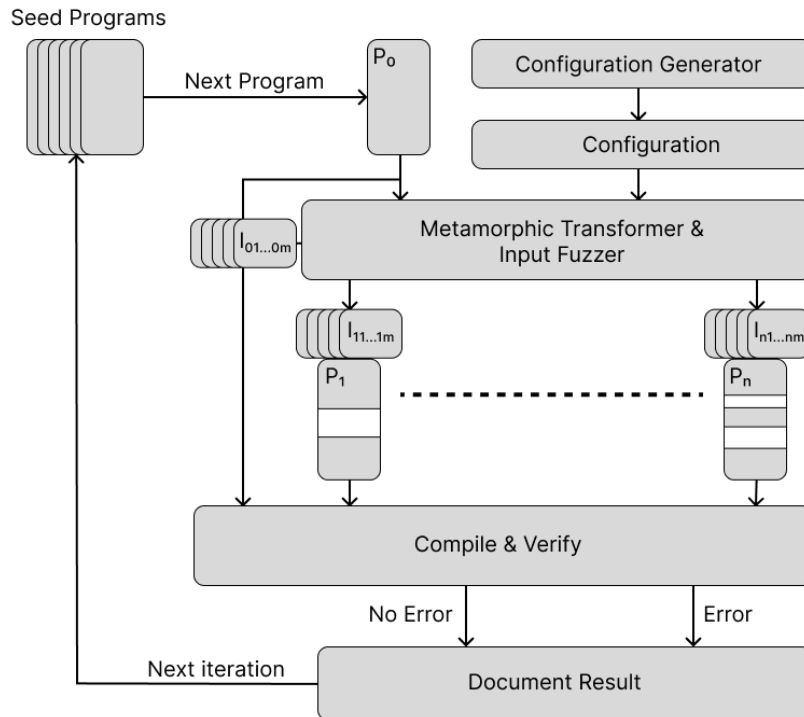 Seed Programs
P₀
Next Program
Configuration Generator
Configuration
Metamorphic Transformer &
Input Fuzzer
I₀₁...₀ₘ
I₁₁...₁ₘ
Iₙ₁...ₙₘ
P₁
Pₙ
Compile & Verify
No Error
Error
Next iteration
Document Result